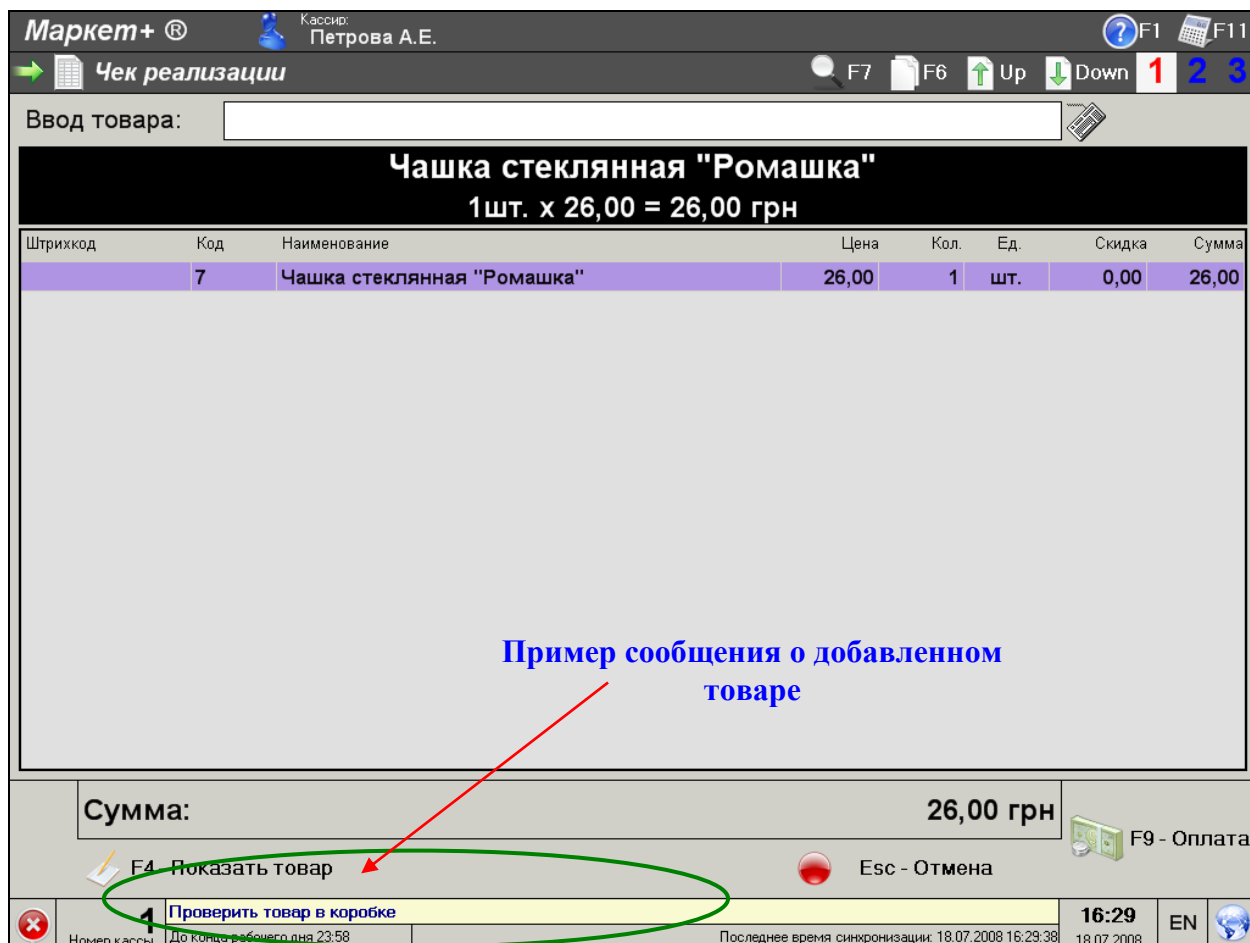 Маркет+ ®
Кассир:
Петрова А.Е.
F1
F11
Чек реализации
F7
F6
Up
Down
1
2
3
Ввод товара:
Чашка стеклянная "Ромашка"
1шт. x 26,00 = 26,00 грн
Штрихкод Код Наименование Цена Кол. Ед. Скидка Сумма
7 Чашка стеклянная "Ромашка" 26,00 1 шт. 0,00 26,00
Пример сообщения о добавленном
товаре
Сумма: 26,00 грн
F9 - Оплата
F4 - Показать товар
Esc - Отмена
1
Номер кассы
Проверить товар в коробке
До конца рабочего дня 23:58
Последнее время синхронизации: 18.07.2008 16:29:38
16:29
18.07.2008
EN